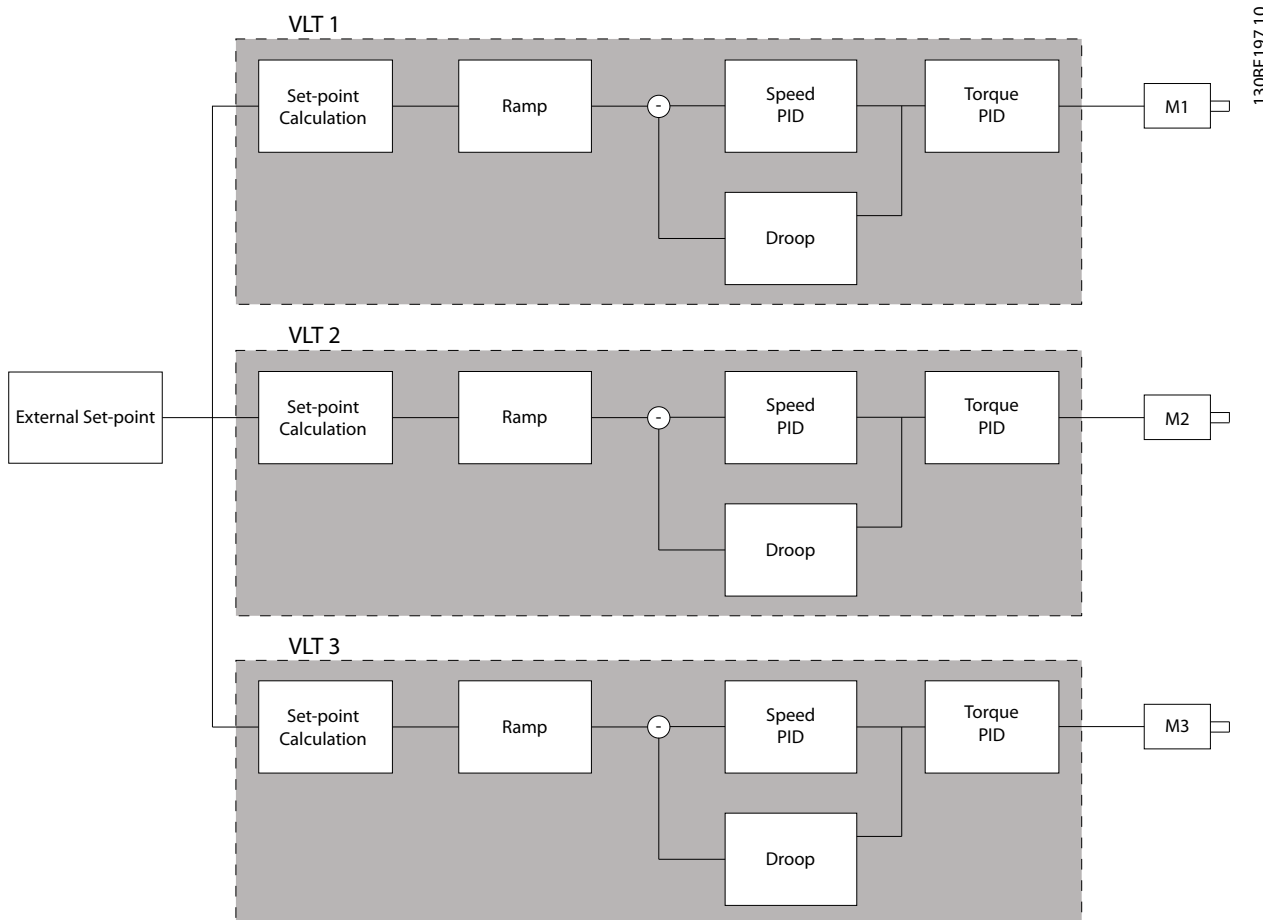 130BF197.10
VLT 1
Set-point
Calculation
Ramp
-
Speed
PID
Torque
PID
M1
Droop
VLT 2
External Set-point
Set-point
Calculation
Ramp
-
Speed
PID
Torque
PID
M2
Droop
VLT 3
Set-point
Calculation
Ramp
-
Speed
PID
Torque
PID
M3
Droop